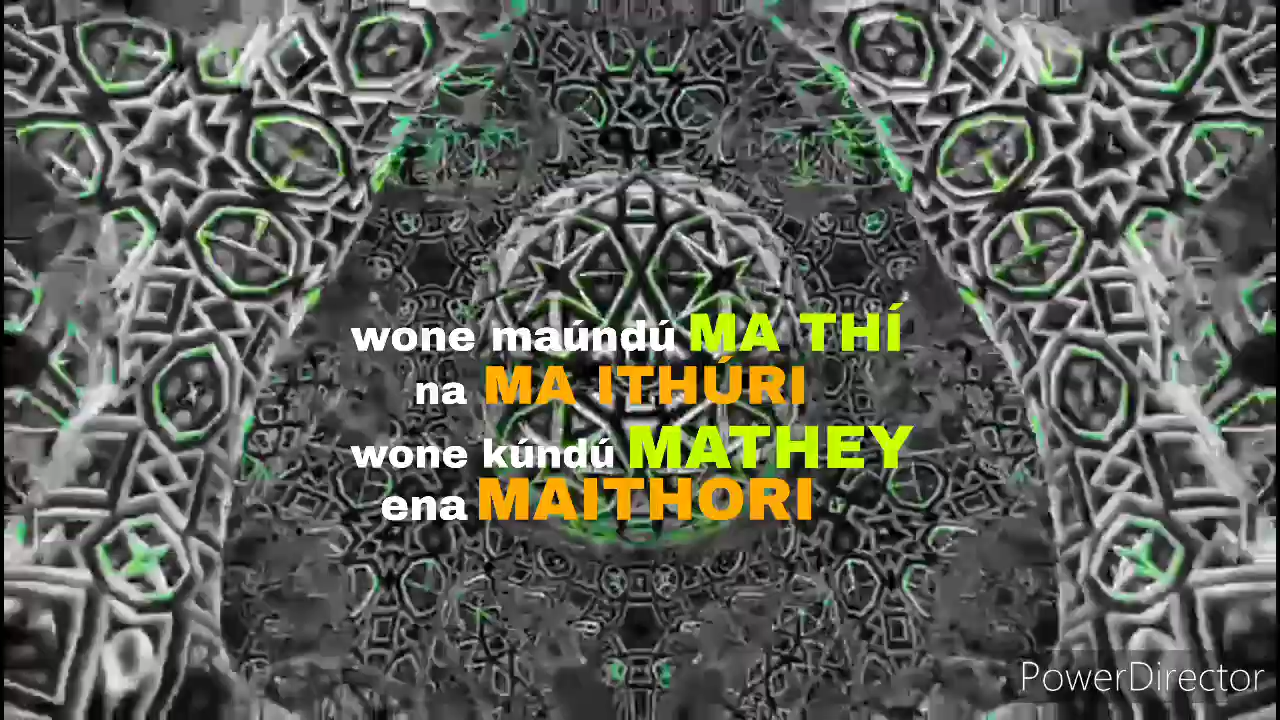 wone maúndú MA THÍ
na MA ITHÚRI
wone kúndú MATHEY
ena MAITHORI
PowerDirector